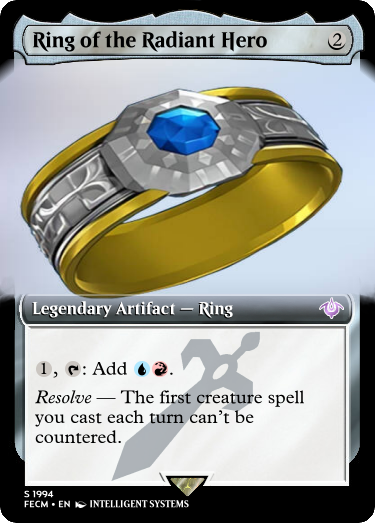 Ring of the Radiant Hero 2
Legendary Artifact — Ring
1, : Add .
Resolve — The first creature spell
you cast each turn can't be
countered.
S 1994
FECM • EN INTELLIGENT SYSTEMS